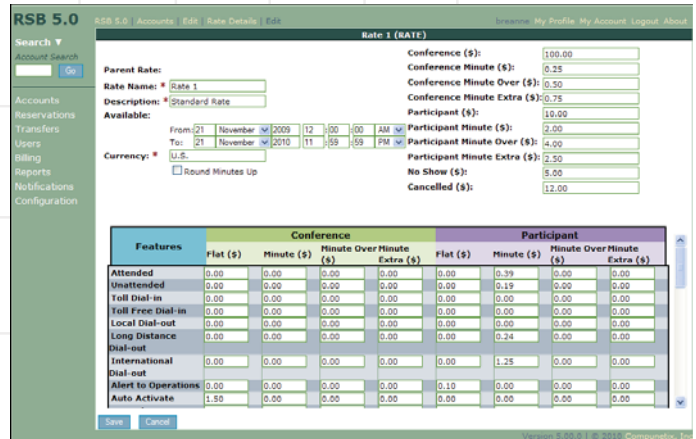 RSB 5.0
RSB 5.0 | Accounts | Edit | Rate Details | Edit
breanne My Profile My Account Logout About
Search ▼
Account Search
Go
Accounts
Reservations
Transfers
Users
Billing
Reports
Notifications
Configuration
Rate 1 (RATE)
Parent Rate:
Rate Name: * Rate 1
Description: * Standard Rate
Available:
From: 21 November 2009 12 :00 :00 AM
To: 21 November 2010 11 :59 :59 PM
Currency: * U.S.
Round Minutes Up
Conference ($): 100.00
Conference Minute ($): 0.25
Conference Minute Over ($): 0.50
Conference Minute Extra ($): 0.75
Participant ($): 10.00
Participant Minute ($): 2.00
Participant Minute Over ($): 4.00
Participant Minute Extra ($): 2.50
No Show ($): 5.00
Cancelled ($): 12.00
Features Conference Participant
Flat ($) Minute ($) Minute Over ($) Minute Extra ($) Flat ($) Minute ($) Minute Over ($) Minute Extra ($)
Attended 0.00 0.00 0.00 0.00 0.00 0.39 0.00 0.00
Unattended 0.00 0.00 0.00 0.00 0.00 0.19 0.00 0.00
Toll Dial-in 0.00 0.00 0.00 0.00 0.00 0.00 0.00 0.00
Toll Free Dial-in 0.00 0.00 0.00 0.00 0.00 0.00 0.00 0.00
Local Dial-out 0.00 0.00 0.00 0.00 0.00 0.00 0.00 0.00
Long Distance Dial-out 0.00 0.00 0.00 0.00 0.00 0.24 0.00 0.00
International Dial-out 0.00 0.00 0.00 0.00 0.00 1.25 0.00 0.00
Alert to Operations 0.00 0.00 0.00 0.00 0.10 0.00 0.00 0.00
Auto Activate 1.50 0.00 0.00 0.00 0.00 0.00 0.00 0.00
Save Cancel
Version 5.00.0 | © 2010 Compunetix, Inc